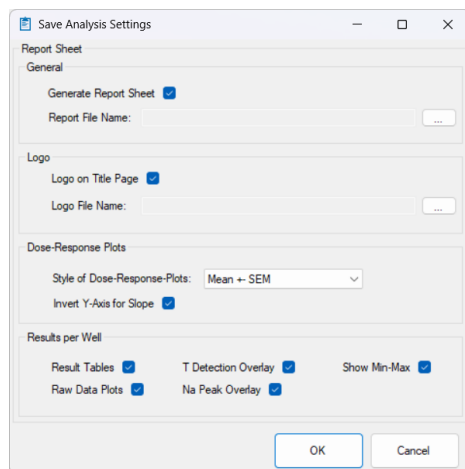 Save Analysis Settings
Report Sheet
General
Generate Report Sheet
Report File Name:
...
Logo
Logo on Title Page
Logo File Name:
...
Dose-Response Plots
Style of Dose-Response-Plots: Mean +- SEM
Invert Y-Axis for Slope
Results per Well
Result Tables T Detection Overlay Show Min-Max
Raw Data Plots Na Peak Overlay
OK Cancel